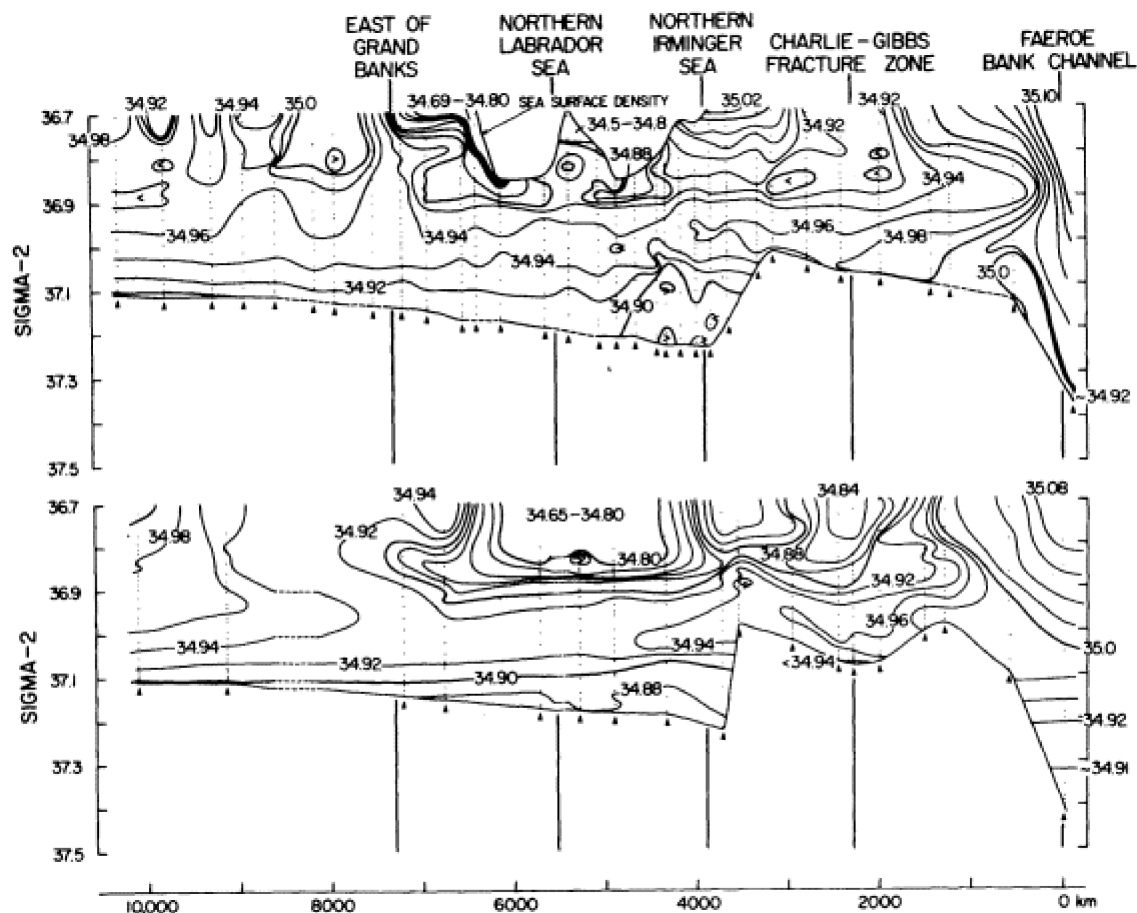 EAST OF GRAND BANKS
NORTHERN LABRADOR SEA
NORTHERN IRMINGER SEA
CHARLIE-GIBBS FRACTURE ZONE
FAEROE BANK CHANNEL
34.92 34.94 35.0 34.69-34.80 SEA SURFACE DENSITY 35.02 34.92 35.10
36.7 34.98 34.5-34.8 34.92
34.88
34.94
36.9
34.96 34.94 34.96
34.98
34.94
35.0
SIGMA-2
37.1 34.92 34.90
37.3
~34.92
37.5
36.7 34.94 34.65-34.80 34.84 35.08
34.98 34.92
34.80 34.88
34.92
36.9
34.96
34.94 34.94 <34.94 35.0
34.92
SIGMA-2
37.1 34.90 34.88
34.92
37.3 ~34.91
37.5
10,000 8000 6000 4000 2000 0 km